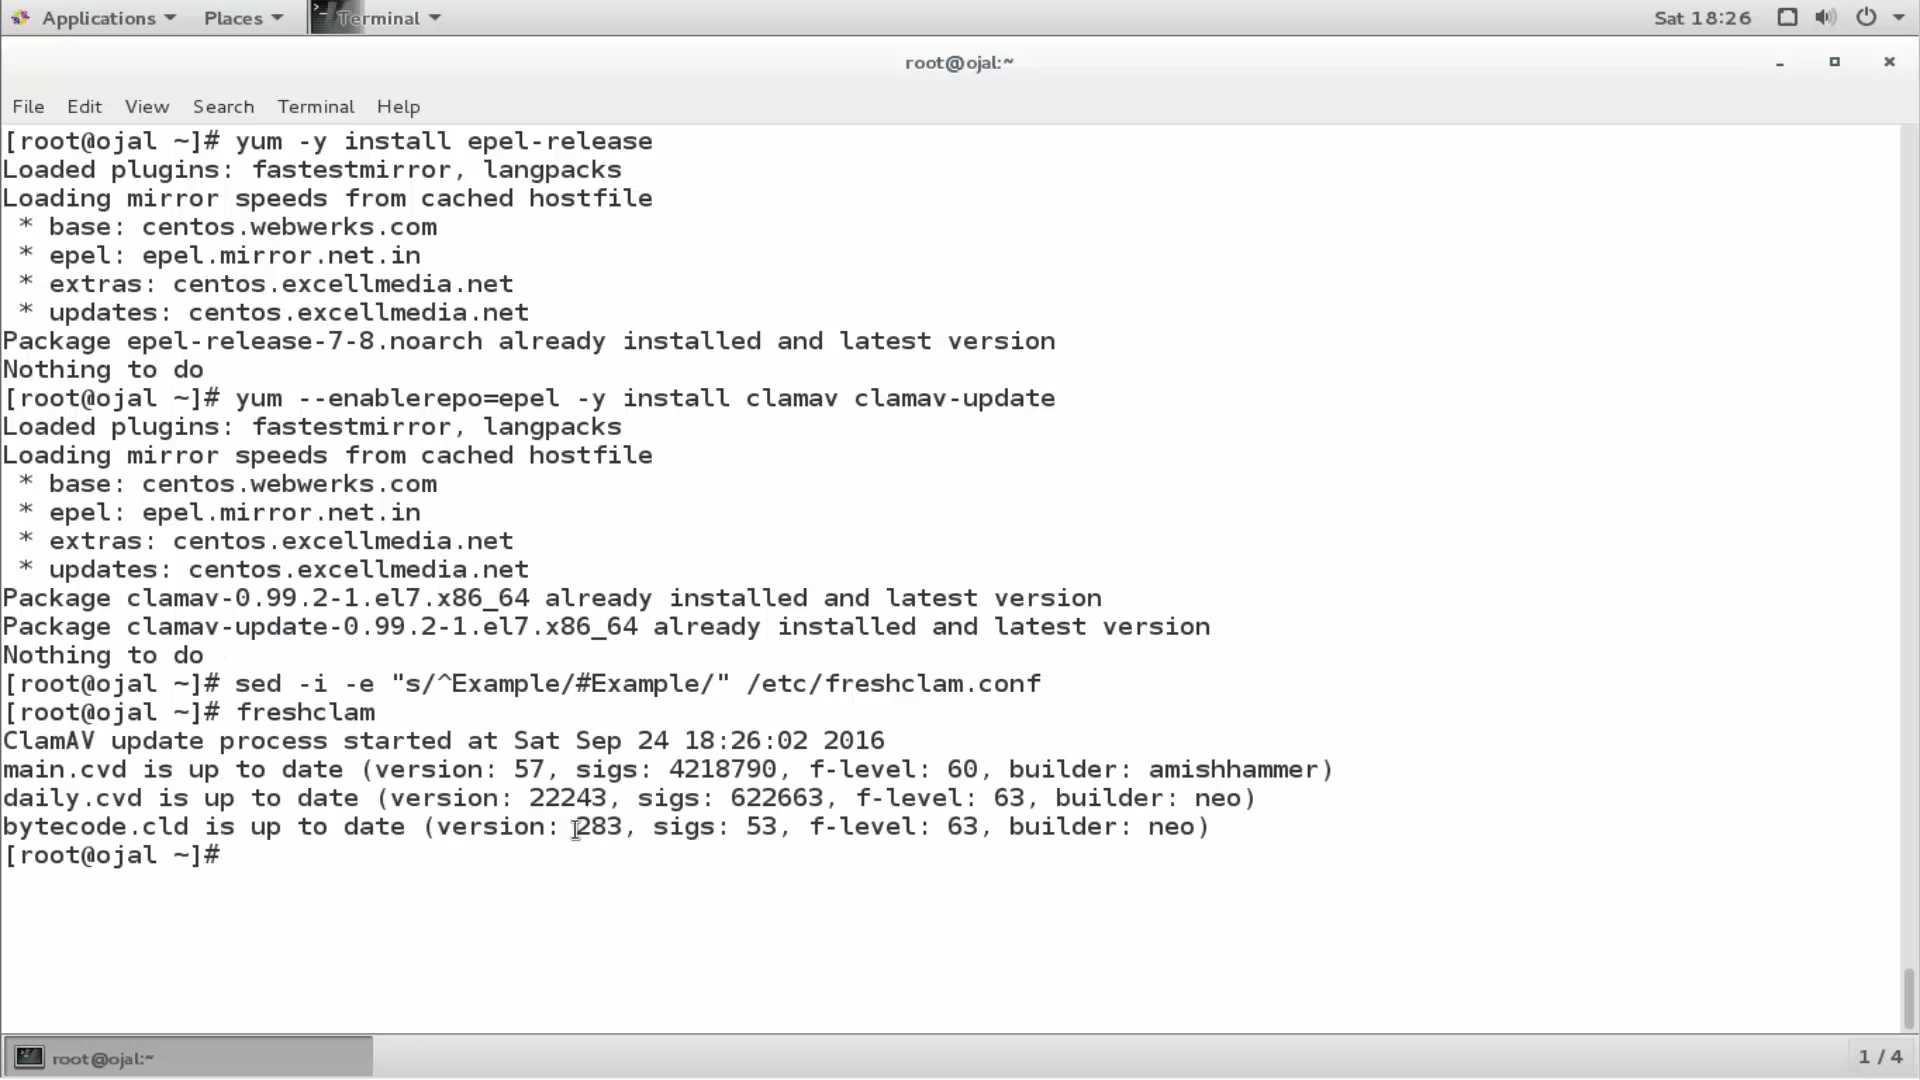 Applications Places Terminal Sat 18:26
root@ojal:~
File Edit View Search Terminal Help
[root@ojal ~]# yum -y install epel-release
Loaded plugins: fastestmirror, langpacks
Loading mirror speeds from cached hostfile
 * base: centos.webwerks.com
 * epel: epel.mirror.net.in
 * extras: centos.excellmedia.net
 * updates: centos.excellmedia.net
Package epel-release-7-8.noarch already installed and latest version
Nothing to do
[root@ojal ~]# yum --enablerepo=epel -y install clamav clamav-update
Loaded plugins: fastestmirror, langpacks
Loading mirror speeds from cached hostfile
 * base: centos.webwerks.com
 * epel: epel.mirror.net.in
 * extras: centos.excellmedia.net
 * updates: centos.excellmedia.net
Package clamav-0.99.2-1.el7.x86_64 already installed and latest version
Package clamav-update-0.99.2-1.el7.x86_64 already installed and latest version
Nothing to do
[root@ojal ~]# sed -i -e "s/^Example/#Example/" /etc/freshclam.conf
[root@ojal ~]# freshclam
ClamAV update process started at Sat Sep 24 18:26:02 2016
main.cvd is up to date (version: 57, sigs: 4218790, f-level: 60, builder: amishhammer)
daily.cvd is up to date (version: 22243, sigs: 622663, f-level: 63, builder: neo)
bytecode.cld is up to date (version: 283, sigs: 53, f-level: 63, builder: neo)
[root@ojal ~]#
root@ojal:~ 1 / 4